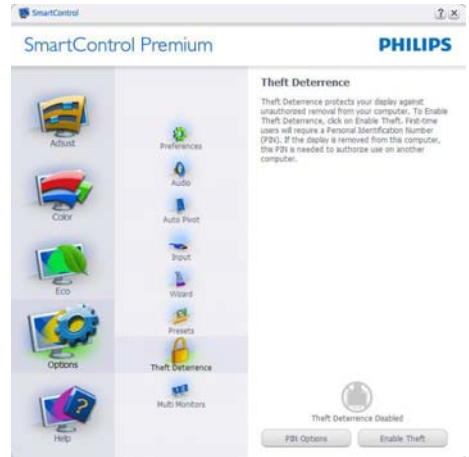 SmartControl
SmartControl Premium
PHILIPS
Adjust
Color
Eco
Options
Help
Preferences
Audio
Auto Pivot
Input
Wizard
Presets
Theft Deterrence
Multi Monitors
Theft Deterrence
Theft Deterrence protects your display against
unauthorized removal from your computer. To Enable
Theft Deterrence, click on Enable Theft. First-time
users will require a Personal Identification Number
(PIN). If the display is removed from this computer,
this PIN is needed to authorize use on another
computer.
Theft Deterrence Disabled
PIN Options
Enable Theft